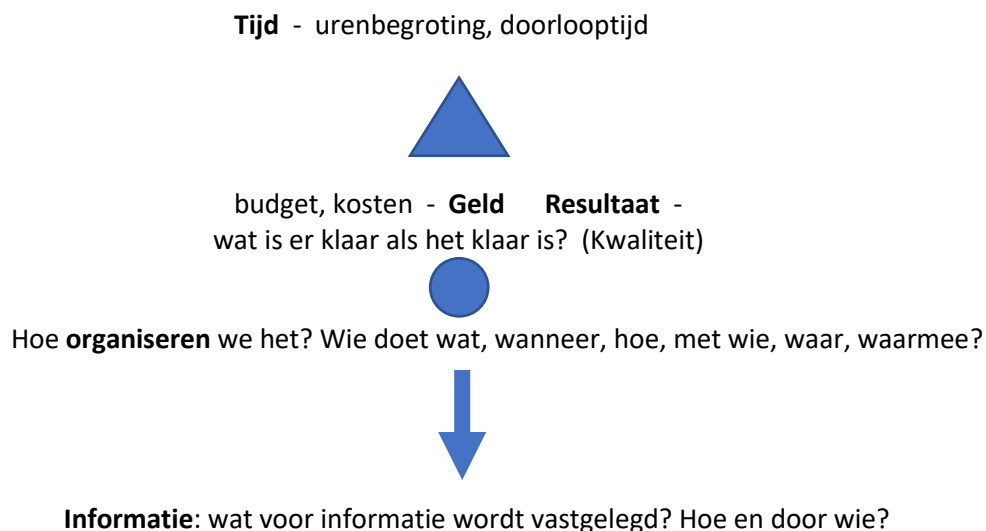 Tijd - urenbegroting, doorlooptijd
budget, kosten - Geld Resultaat -
wat is er klaar als het klaar is? (Kwaliteit)
Hoe organiseren we het? Wie doet wat, wanneer, hoe, met wie, waar, waarmee?
Informatie: wat voor informatie wordt vastgelegd? Hoe en door wie?